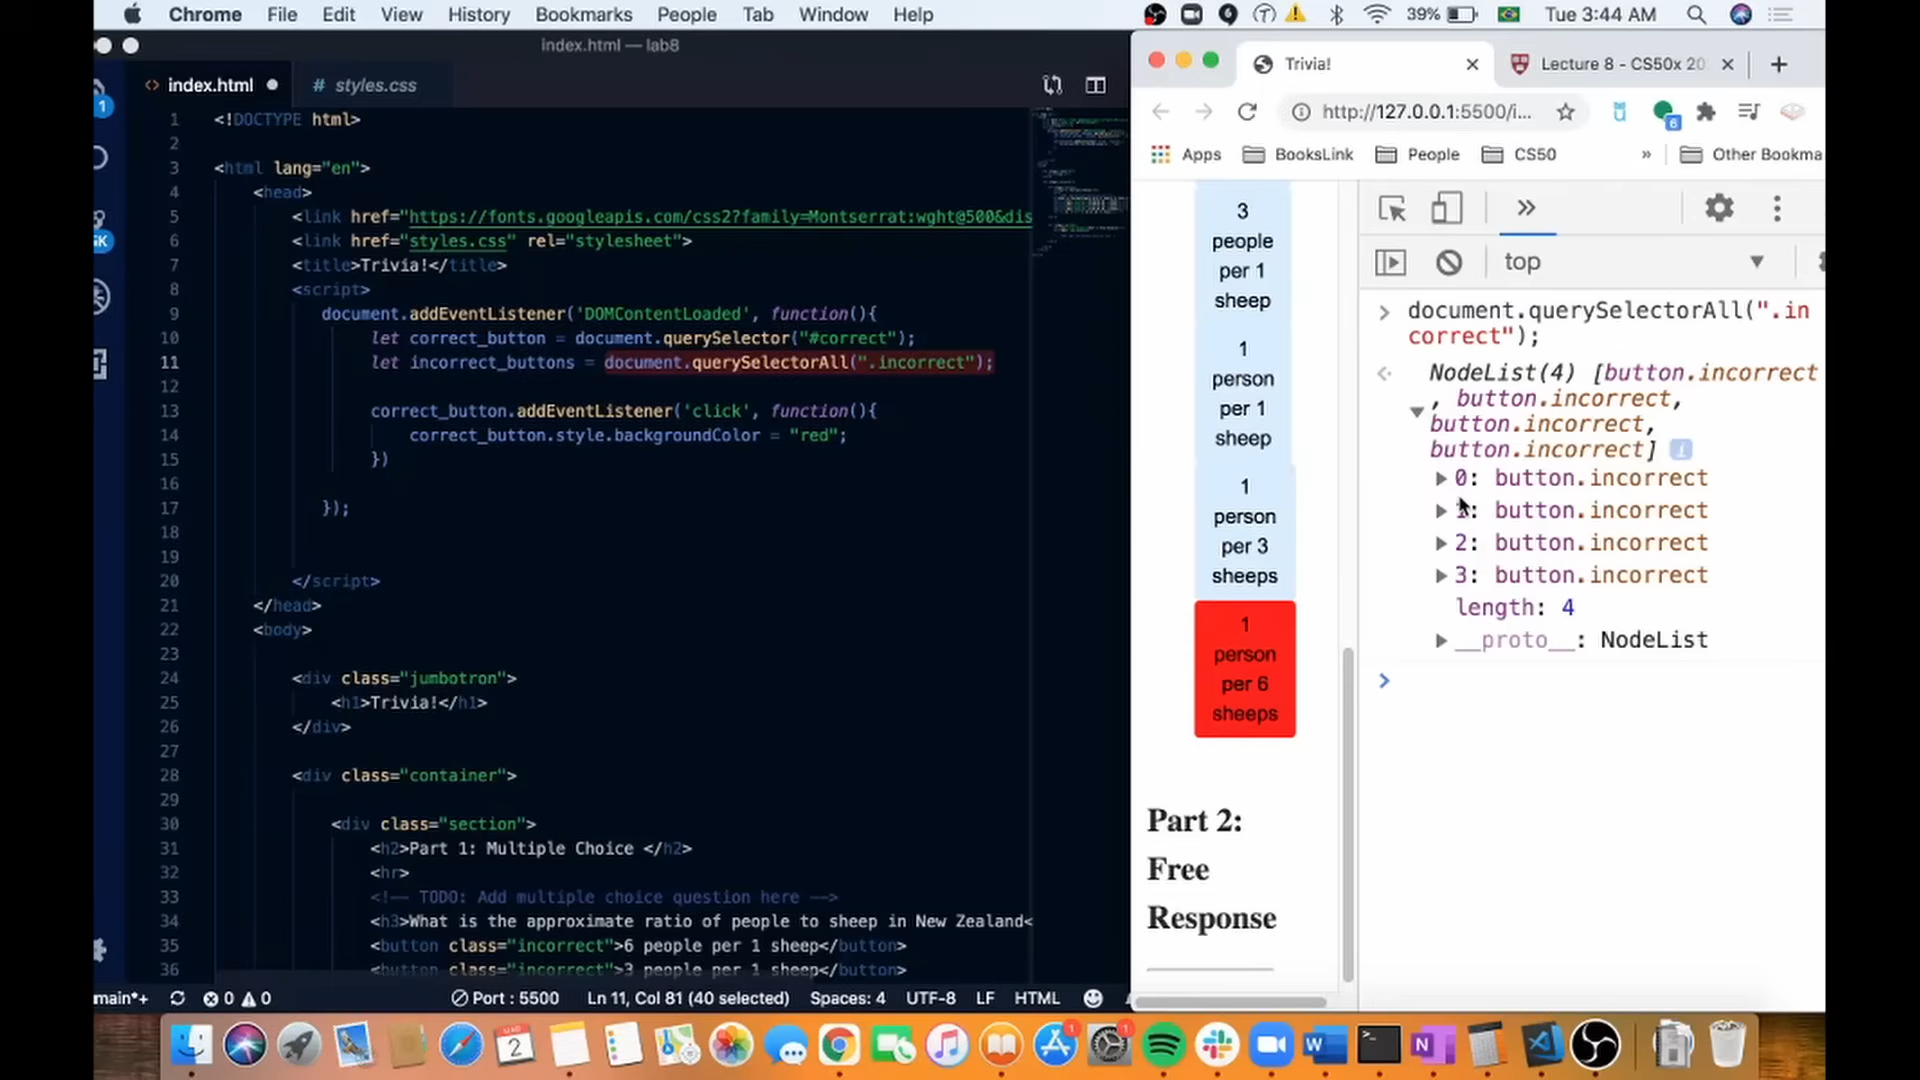 Chrome File Edit View History Bookmarks People Tab Window Help
39% Tue 3:44 AM
index.html — lab8
index.html
# styles.css
1
1 <!DOCTYPE html>
2
3 <html lang="en">
4 <head>
5 <link href="https://fonts.googleapis.com/css2?family=Montserrat:wght@500&dis
6 <link href="styles.css" rel="stylesheet">
7 <title>Trivia!</title>
8 <script>
9 document.addEventListener('DOMContentLoaded', function(){
10 let correct_button = document.querySelector("#correct");
11 let incorrect_buttons = document.querySelectorAll(".incorrect");
12
13 correct_button.addEventListener('click', function(){
14 correct_button.style.backgroundColor = "red";
15 })
16
17 });
18
19
20 </script>
21 </head>
22 <body>
23
24 <div class="jumbotron">
25 <h1>Trivia!</h1>
26 </div>
27
28 <div class="container">
29
30 <div class="section">
31 <h2>Part 1: Multiple Choice </h2>
32 <hr>
33 <!-- TODO: Add multiple choice question here -->
34 <h3>What is the approximate ratio of people to sheep in New Zealand<
35 <button class="incorrect">6 people per 1 sheep</button>
36 <button class="incorrect">3 people per 1 sheep</button>
main*+ 0 0 Port : 5500 Ln 11, Col 81 (40 selected) Spaces: 4 UTF-8 LF HTML
Trivia!
Lecture 8 - CS50x 20
http://127.0.0.1:5500/i...
6
Apps BooksLink People CS50 » Other Bookma
3
people
per 1
sheep
1
person
per 1
sheep
1
person
per 3
sheeps
1
person
per 6
sheeps
Part 2:
Free
Response
top
document.querySelectorAll(".in
correct");
NodeList(4) [button.incorrect
, button.incorrect,
button.incorrect,
button.incorrect]
0: button.incorrect
: button.incorrect
2: button.incorrect
3: button.incorrect
length: 4
__proto__: NodeList
2
1
1